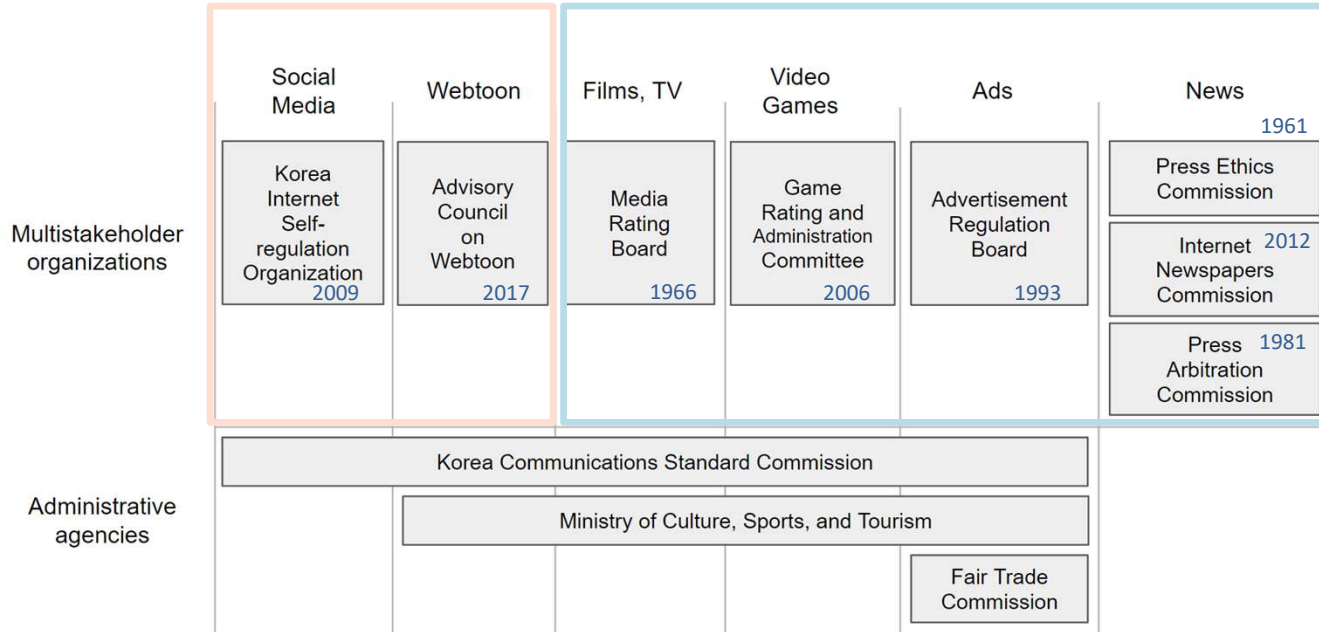 Social
Media
Webtoon
Films, TV
Video
Games
Ads
News
Multistakeholder
organizations
Korea
Internet
Self-
regulation
Organization
2009
Advisory
Council
on
Webtoon
2017
Media
Rating
Board
1966
Game
Rating and
Administration
Committee
2006
Advertisement
Regulation
Board
1993
1961
Press Ethics
Commission
Internet 2012
Newspapers
Commission
Press 1981
Arbitration
Commission
Administrative
agencies
Korea Communications Standard Commission
Ministry of Culture, Sports, and Tourism
Fair Trade
Commission